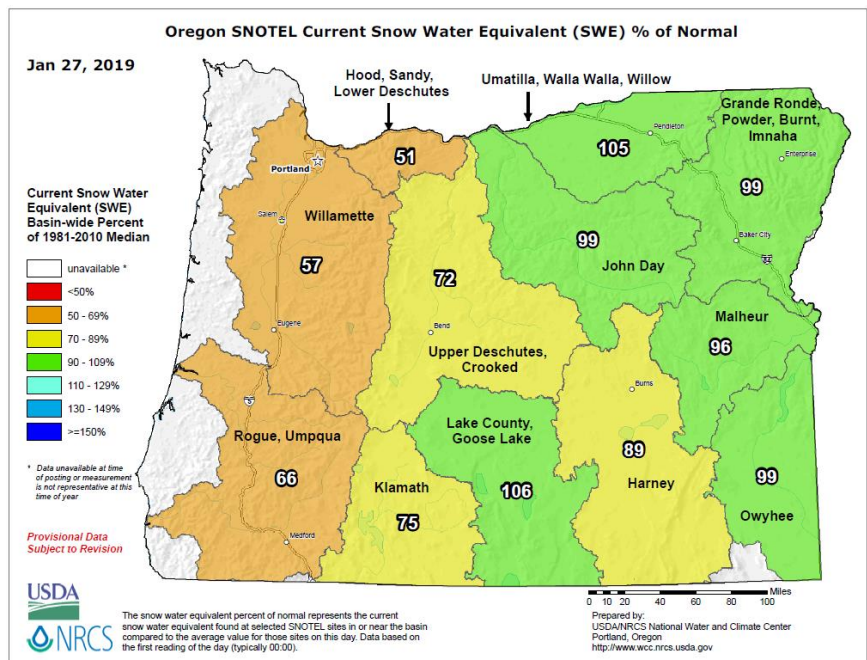 Oregon SNOTEL Current Snow Water Equivalent (SWE) % of Normal
Jan 27, 2019
Hood, Sandy,
Lower Deschutes
Umatilla, Walla Walla, Willow
Grande Ronde,
Powder, Burnt,
Imnaha
Pendleton
Enterprise
105
51
Portland
99
Current Snow Water
Equivalent (SWE)
Basin-wide Percent
of 1981-2010 Median
unavailable *
<50%
50 - 69%
70 - 89%
90 - 109%
110 - 129%
130 - 149%
>=150%
* Data unavailable at time
of posting or measurement
is not representative at this
time of year
Provisional Data
Subject to Revision
Salem
Willamette
57
Eugene
72
Bend
Upper Deschutes,
Crooked
99
John Day
Baker City
Malheur
96
Burns
Rogue, Umpqua
66
Medford
Klamath
75
Lake County,
Goose Lake
106
89
Harney
99
Owyhee
Miles
0 10 20 40 60 80 100
USDA
NRCS
The snow water equivalent percent of normal represents the current
snow water equivalent found at selected SNOTEL sites in or near the basin
compared to the average value for those sites on this day. Data based on
the first reading of the day (typically 00:00).
Prepared by:
USDA/NRCS National Water and Climate Center
Portland, Oregon
http://www.wcc.nrcs.usda.gov